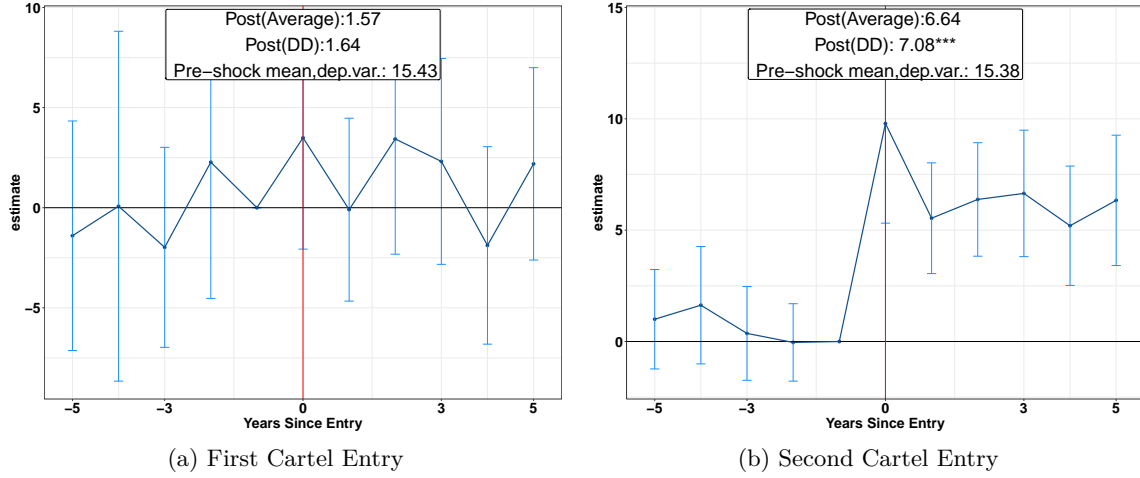 Post(Average):1.57
Post(DD):1.64
Pre−shock mean,dep.var.: 15.43
10
5
0
−5
estimate
−5
−3
0
3
5
Years Since Entry
(a) First Cartel Entry
Post(Average):6.64
Post(DD): 7.08***
Pre−shock mean,dep.var.: 15.38
15
10
5
0
estimate
−5
−3
0
3
5
Years Since Entry
(b) Second Cartel Entry